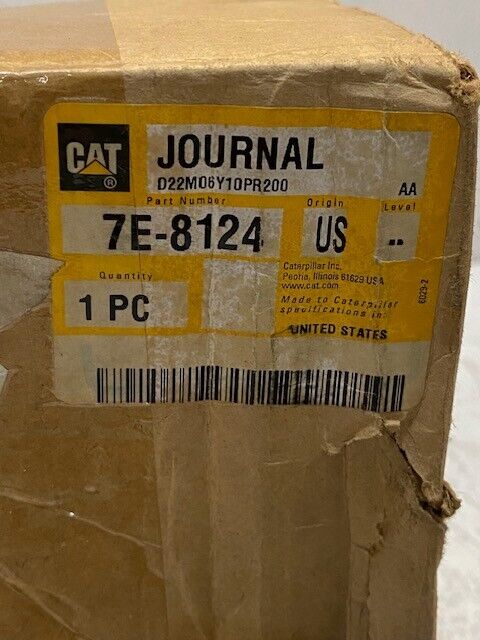 CAT ®
JOURNAL
D22M06Y10PR200
AA
Part Number
Origin
Level
7E-8124
US
--
Quantity
1 PC
Caterpillar Inc.
Peoria, Illinois 61629 USA
www.cat.com
Made to Caterpillar
specifications in:
UNITED STATES
6029-2